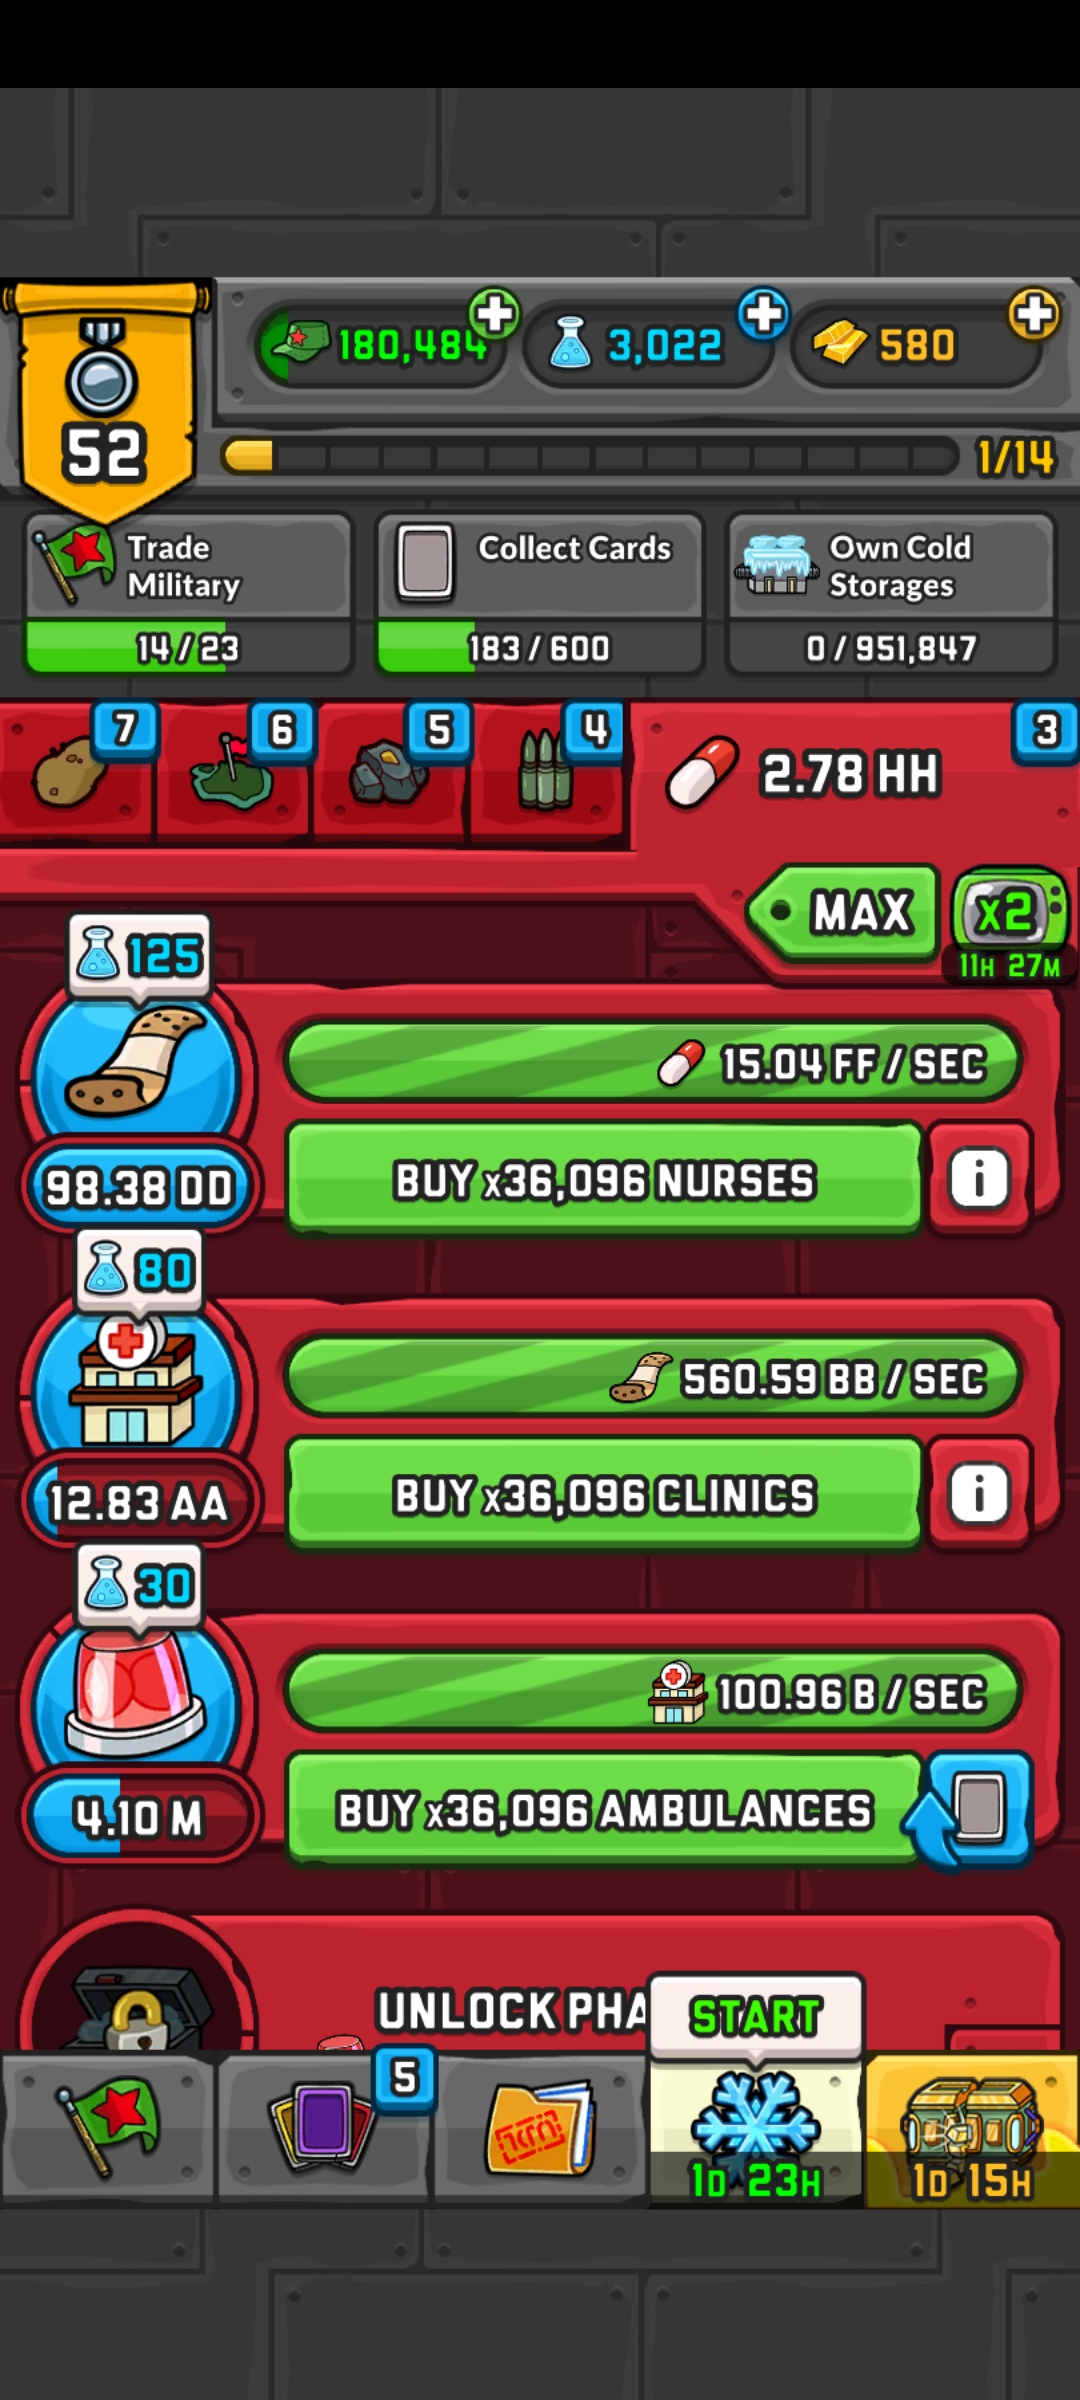 180,484
3,022
580
52
1/14
Trade
Military
14/23
Collect Cards
183/600
Own Cold
Storages
0/951,847
7
6
5
4
2.78 HH
3
MAX
x2
11H 27M
125
15.04 FF/SEC
98.38 DD
BUY x36,096 NURSES
i
80
560.59 BB/SEC
12.83 AA
BUY x36,096 CLINICS
i
30
100.96 B/SEC
4.10 M
BUY x36,096 AMBULANCES
UNLOCK PHA
START
5
1D 23H
1D 15H